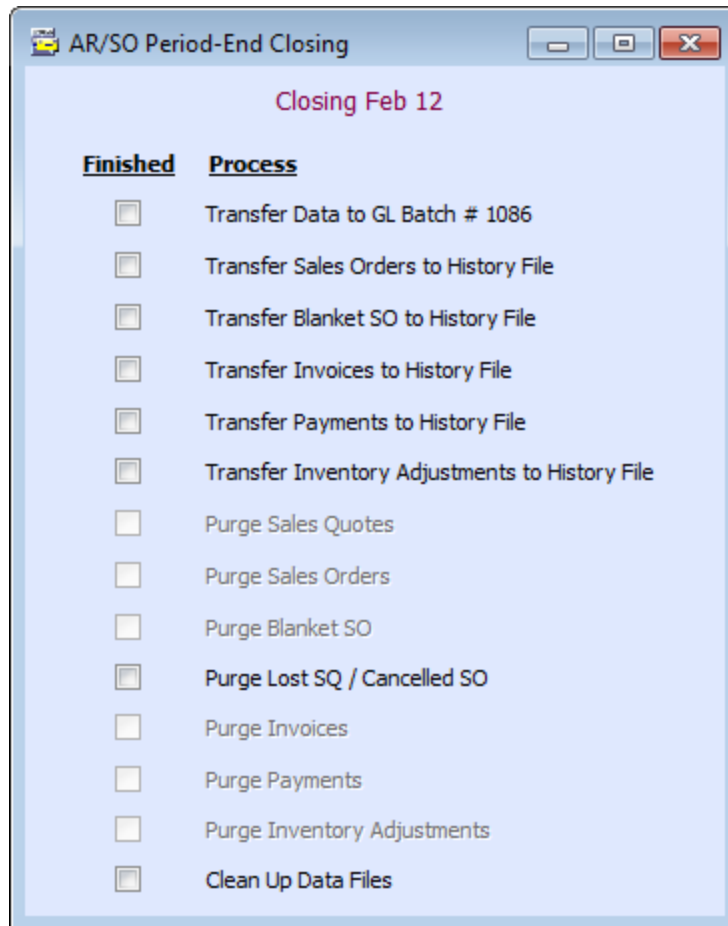 AR/SO Period-End Closing
Closing Feb 12
Finished Process
Transfer Data to GL Batch # 1086
Transfer Sales Orders to History File
Transfer Blanket SO to History File
Transfer Invoices to History File
Transfer Payments to History File
Transfer Inventory Adjustments to History File
Purge Sales Quotes
Purge Sales Orders
Purge Blanket SO
Purge Lost SQ / Cancelled SO
Purge Invoices
Purge Payments
Purge Inventory Adjustments
Clean Up Data Files